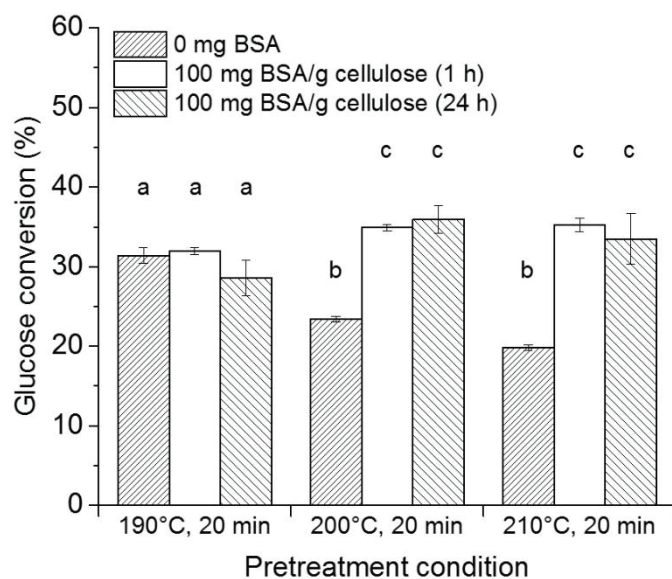 60
50
40
30
20
10
0
Glucose conversion (%)
0 mg BSA
100 mg BSA/g cellulose (1 h)
100 mg BSA/g cellulose (24 h)
a a a
b c c
b c c
190°C, 20 min 200°C, 20 min 210°C, 20 min
Pretreatment condition